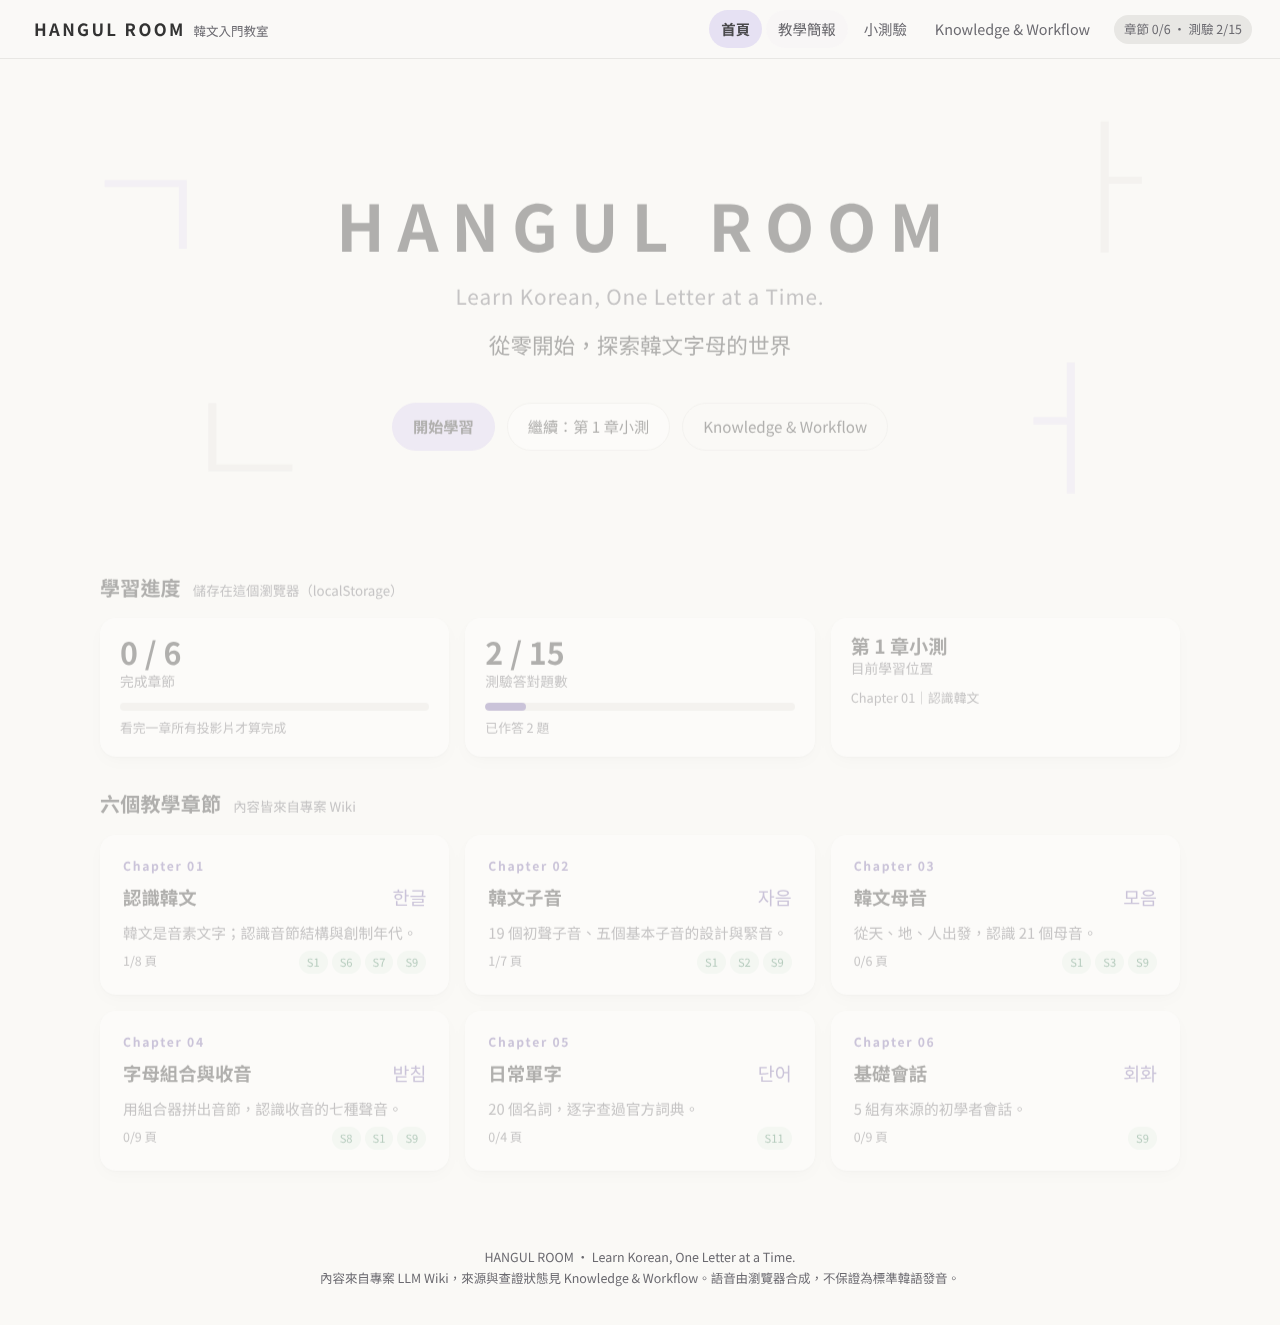 HANGUL ROOM 韓文入門教室 首頁 教學簡報 小測驗 Knowledge & Workflow 章節 0/6 · 測驗 2/15
HANGUL ROOM
Learn Korean, One Letter at a Time.
從零開始，探索韓文字母的世界
開始學習 繼續：第 1 章小測 Knowledge & Workflow
學習進度 儲存在這個瀏覽器（localStorage）
0 / 6
完成章節
看完一章所有投影片才算完成
2 / 15
測驗答對題數
已作答 2 題
第 1 章小測
目前學習位置
Chapter 01｜認識韓文
六個教學章節 內容皆來自專案 Wiki
Chapter 01
認識韓文 한글
韓文是音素文字；認識音節結構與創制年代。
1/8 頁 S1 S6 S7 S9
Chapter 02
韓文子音 자음
19 個初聲子音、五個基本子音的設計與緊音。
1/7 頁 S1 S2 S9
Chapter 03
韓文母音 모음
從天、地、人出發，認識 21 個母音。
0/6 頁 S1 S3 S9
Chapter 04
字母組合與收音 받침
用組合器拼出音節，認識收音的七種聲音。
0/9 頁 S8 S1 S9
Chapter 05
日常單字 단어
20 個名詞，逐字查過官方詞典。
0/4 頁 S11
Chapter 06
基礎會話 회화
5 組有來源的初學者會話。
0/9 頁 S9
HANGUL ROOM · Learn Korean, One Letter at a Time.
內容來自專案 LLM Wiki，來源與查證狀態見 Knowledge & Workflow。語音由瀏覽器合成，不保證為標準韓語發音。